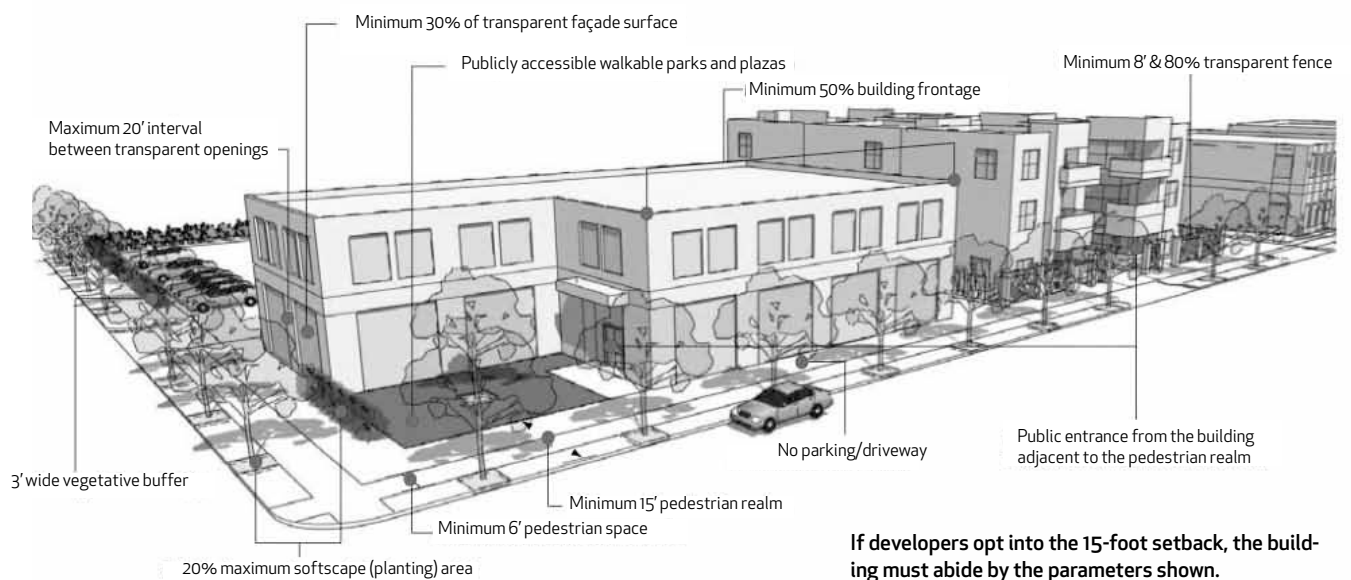 Minimum 30% of transparent façade surface
Publicly accessible walkable parks and plazas
Minimum 8' & 80% transparent fence
Minimum 50% building frontage
Maximum 20' interval
between transparent openings
No parking/driveway
Public entrance from the building
adjacent to the pedestrian realm
3' wide vegetative buffer
Minimum 15' pedestrian realm
Minimum 6' pedestrian space
20% maximum softscape (planting) area
If developers opt into the 15-foot setback, the build-
ing must abide by the parameters shown.